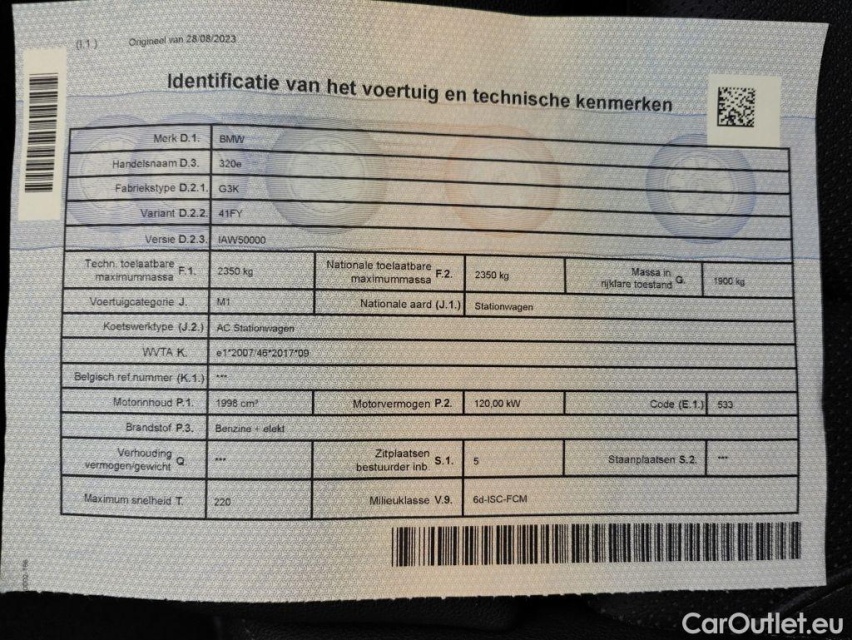 (I.1.) Origineel van 28/08/2023
Identificatie van het voertuig en technische kenmerken
Merk D.1. BMW
Handelsnaam D.3. 320e
Fabriekstype D.2.1. G3K
Variant D.2.2. 41FY
Versie D.2.3. IAW50000
Techn. toelaatbare maximummassa F.1. 2350 kg Nationale toelaatbare maximummassa F.2. 2350 kg Massa in rijklare toestand G. 1900 kg
Voertuigcategorie J. M1 Nationale aard (J.1.) Stationwagen
Koetswerktype (J.2.) AC Stationwagen
WVTA K. e1*2007/46*2017*09
Belgisch ref.nummer (K.1.) ***
Motorinhoud P.1. 1998 cm³ Motorvermogen P.2. 120,00 kW Code (E.1.) 533
Brandstof P.3. Benzine + elekt
Verhouding vermogen/gewicht Q. *** Zitplaatsen bestuurder inb. S.1. 5 Staanplaatsen S.2. ***
Maximum snelheid T. 220 Milieuklasse V.9. 6d-ISC-FCM
CarOutlet.eu